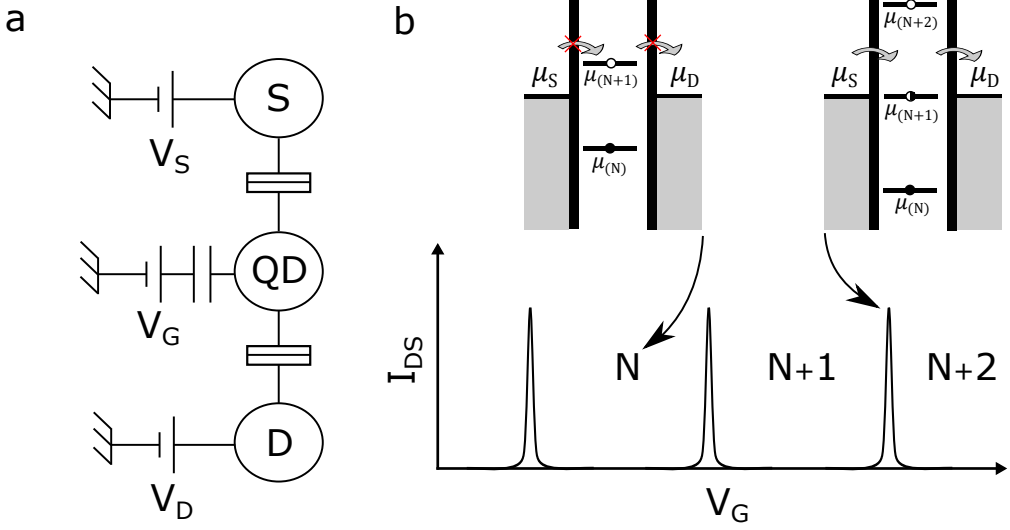 a
S
V_S
QD
V_G
D
V_D
b
μ_S μ_(N+1) μ_D
μ_(N)
μ_(N+2)
μ_S μ_(N+1) μ_D
μ_(N)
I_DS
N N+1 N+2
V_G